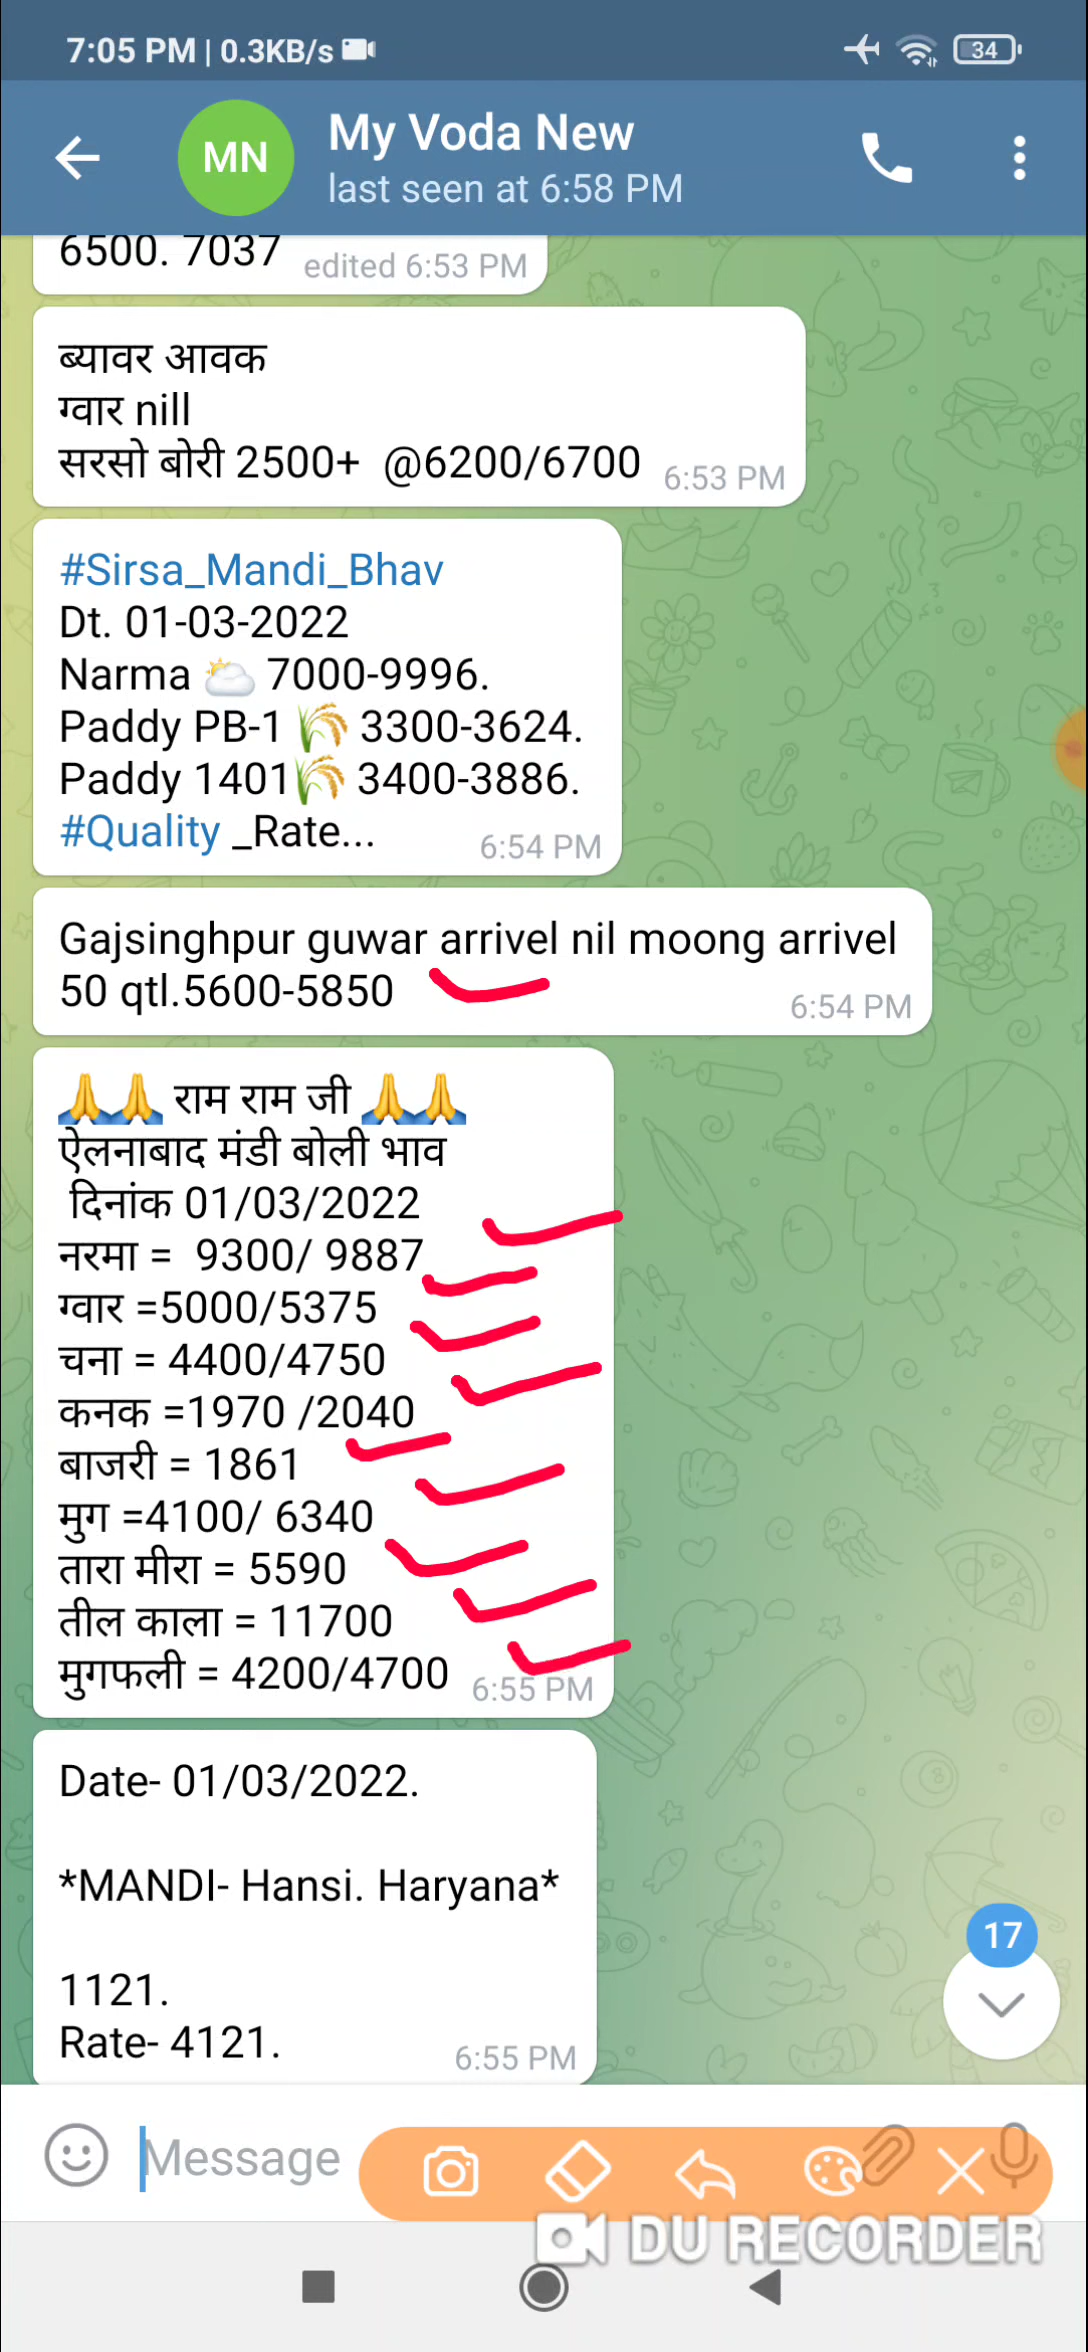 7:05 PM | 0.3KB/s
34
MN
My Voda New
last seen at 6:58 PM
6500. 7037 edited 6:53 PM
ब्यावर आवक
ग्वार nill
सरसो बोरी 2500+ @6200/6700 6:53 PM
#Sirsa_Mandi_Bhav
Dt. 01-03-2022
Narma 🌥 7000-9996.
Paddy PB-1 🌾 3300-3624.
Paddy 1401🌾 3400-3886.
#Quality _Rate... 6:54 PM
Gajsinghpur guwar arrivel nil moong arrivel
50 qtl.5600-5850 6:54 PM
🙏🙏 राम राम जी 🙏🙏
ऐलनाबाद मंडी बोली भाव
दिनांक 01/03/2022
नरमा = 9300/ 9887
ग्वार =5000/5375
चना = 4400/4750
कनक =1970 /2040
बाजरी = 1861
मुग =4100/ 6340
तारा मीरा = 5590
तील काला = 11700
मुगफली = 4200/4700 6:55 PM
Date- 01/03/2022.
*MANDI- Hansi. Haryana*
1121.
Rate- 4121. 6:55 PM
17
Message
DU RECORDER